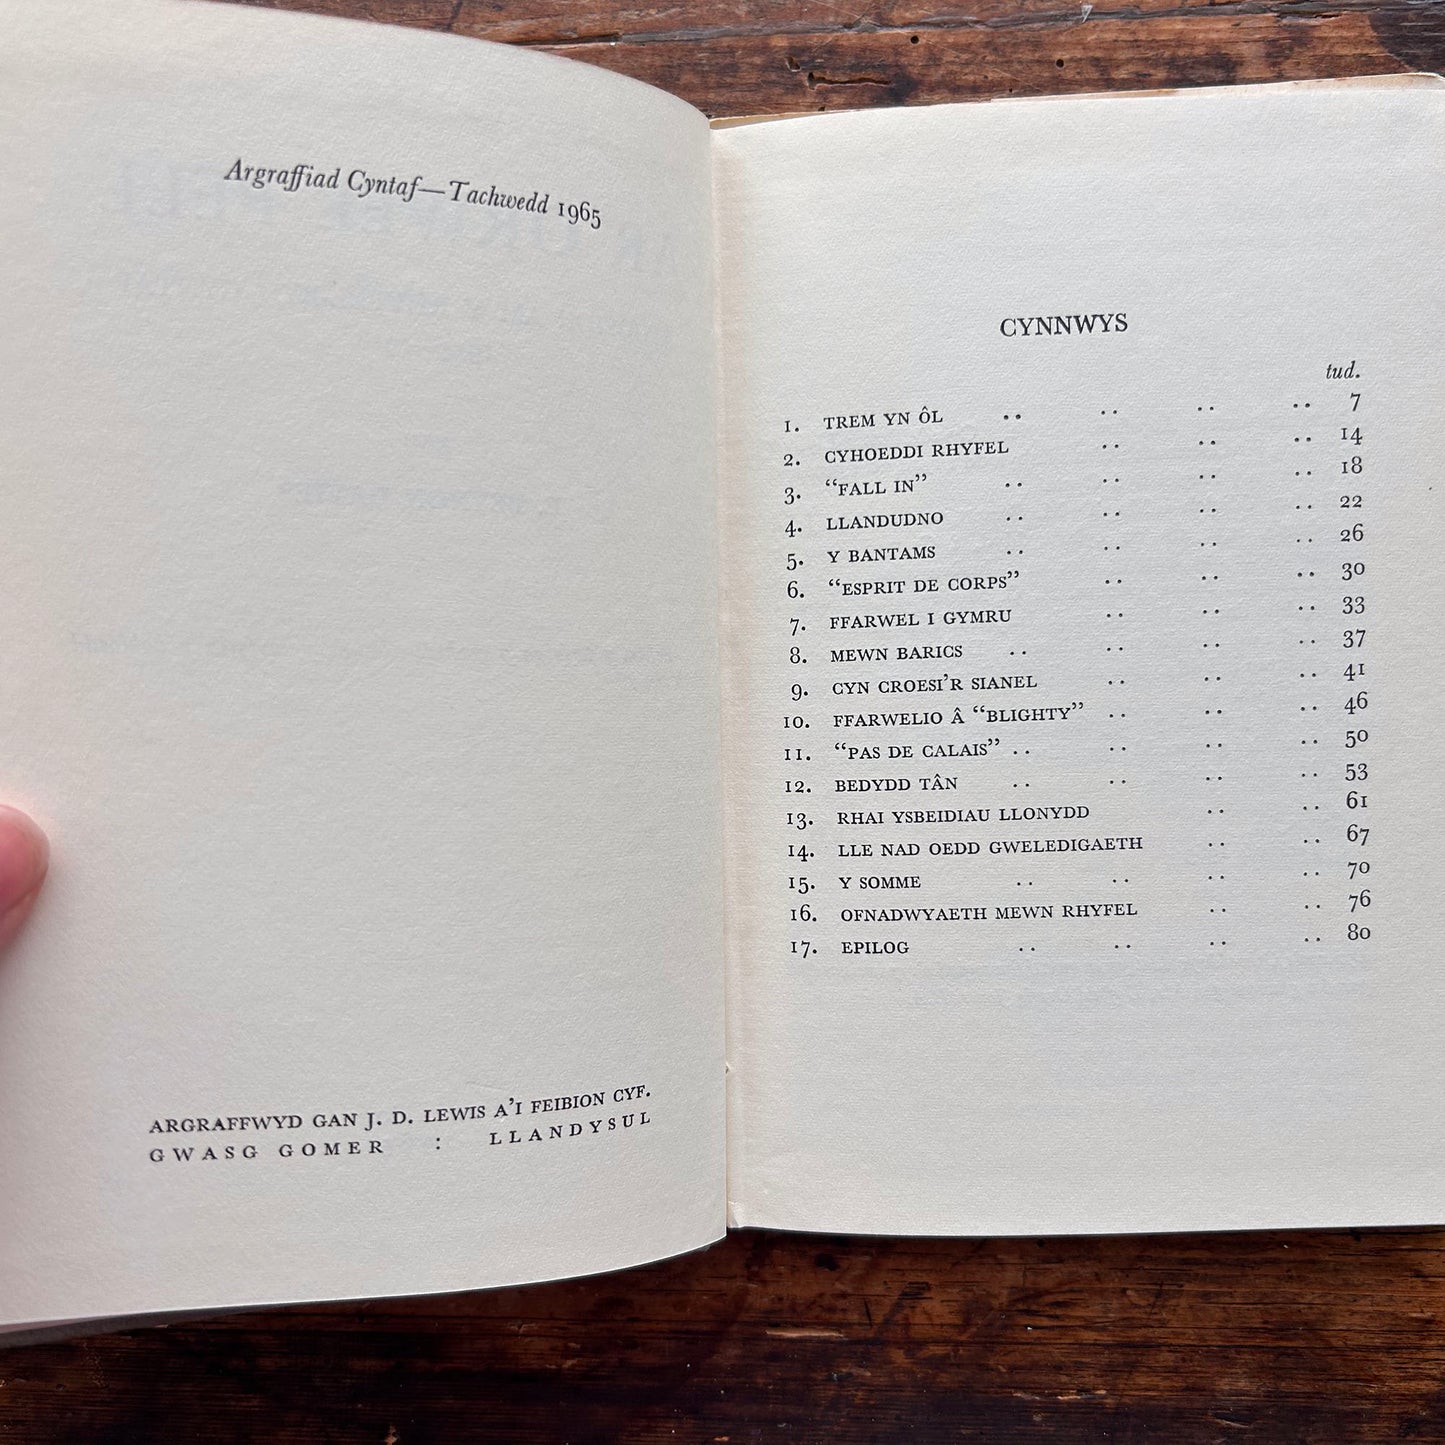 Argraffiad Cyntaf—Tachwedd 1965
ARGRAFFWYD GAN J. D. LEWIS A'I FEIBION CYF.
GWASG GOMER : LLANDYSUL
CYNNWYS
tud.
1. TREM YN ÔL .. .. .. .. 7
2. CYHOEDDI RHYFEL .. .. .. 14
3. “FALL IN” .. .. .. .. 18
4. LLANDUDNO .. .. .. .. 22
5. Y BANTAMS .. .. .. .. 26
6. “ESPRIT DE CORPS” .. .. .. 30
7. FFARWEL I GYMRU .. .. .. 33
8. MEWN BARICS .. .. .. .. 37
9. CYN CROESI’R SIANEL .. .. .. 41
10. FFARWELIO Â “BLIGHTY” .. .. .. 46
11. “PAS DE CALAIS” .. .. .. .. 50
12. BEDYDD TÂN .. .. .. .. 53
13. RHAI YSBEIDIAU LLONYDD .. .. 61
14. LLE NAD OEDD GWELEDIGAETH .. .. 67
15. Y SOMME .. .. .. .. 70
16. OFNADWYAETH MEWN RHYFEL .. .. 76
17. EPILOG .. .. .. .. 80